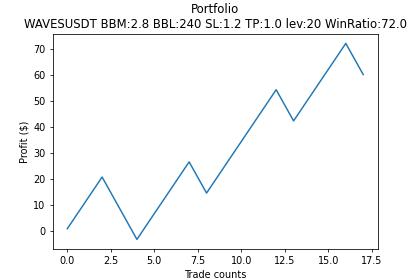 Portfolio
WAVESUSDT BBM:2.8 BBL:240 SL:1.2 TP:1.0 lev:20 WinRatio:72.0
70
60
50
40
30
20
10
0
Profit ($)
0.0 2.5 5.0 7.5 10.0 12.5 15.0 17.5
Trade counts